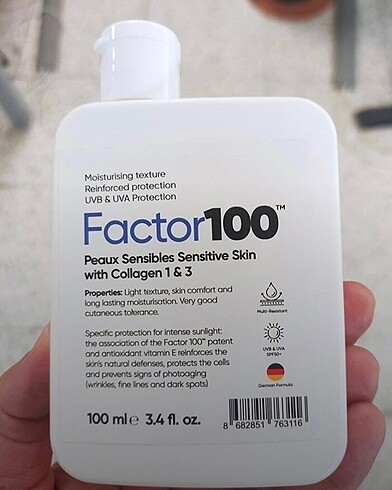 Moisturising texture
Reinforced protection
UVB & UVA Protection
Factor100™
Peaux Sensibles Sensitive Skin
with Collagen 1 & 3
Properties: Light texture, skin comfort and
long lasting moisturisation. Very good
cutaneous tolerance.
Multi-Resistant
Specific protection for intense sunlight:
the association of the Factor 100™ patent
and antioxidant vitamin E reinforces the
skin's natural defenses, protects the cells
and prevents signs of photoaging
(wrinkles, fine lines and dark spots)
UVB & UVA
SPF50+
German Formula
100 ml e 3.4 fl. oz.
8 682851 763116